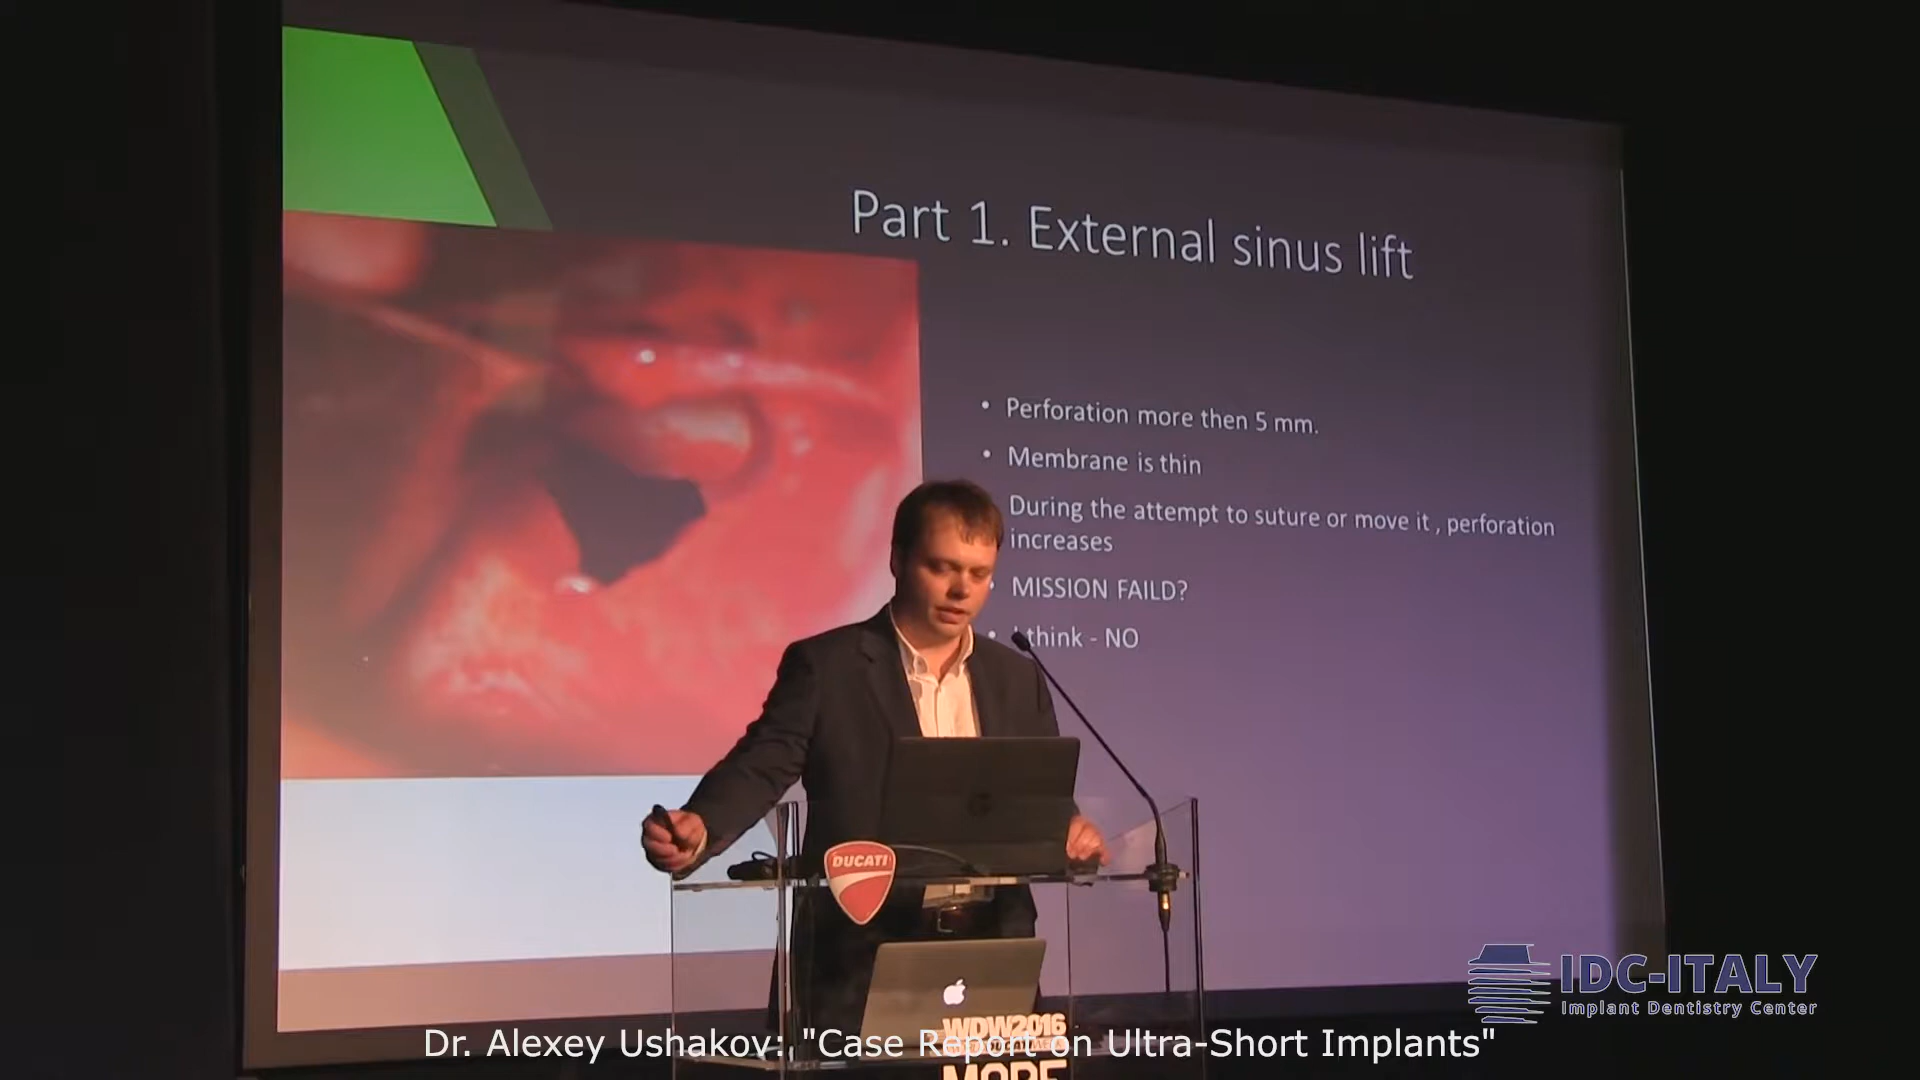 Part 1. External sinus lift
• Perforation more then 5 mm.
• Membrane is thin
During the attempt to suture or move it , perforation
increases
• MISSION FAILD?
• I think - NO
DUCATI
IDC-ITALY
Implant Dentistry Center
WDW2016
Dr. Alexey Ushakov: "Case Report on Ultra-Short Implants"
MORE